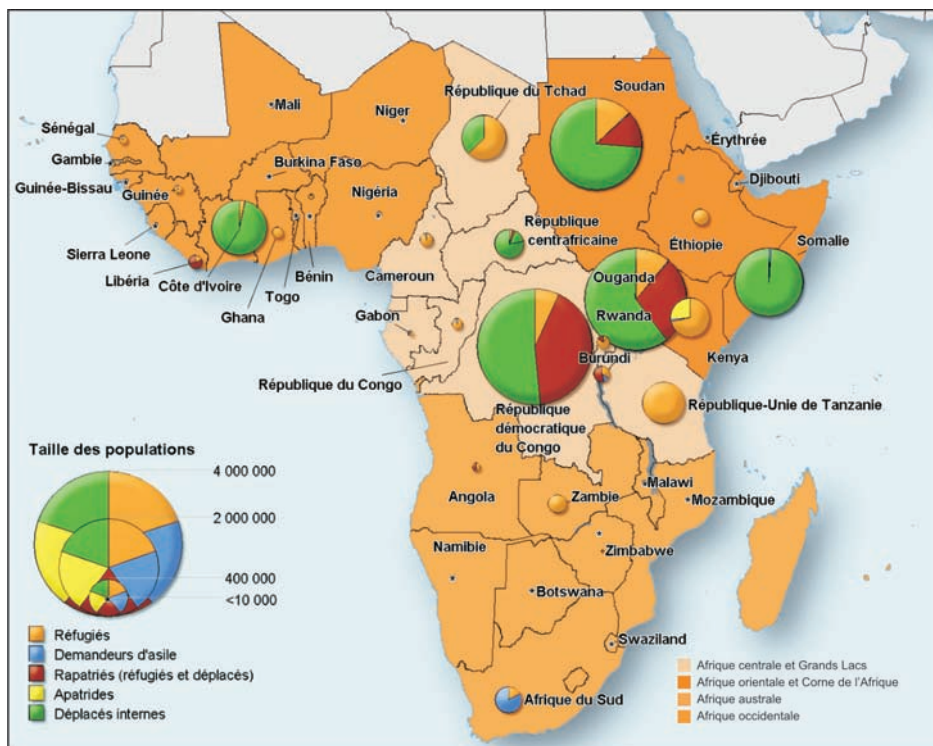 Soudan
République du Tchad
Mali
Niger
Sénégal
Érythrée
Gambie
Burkina Faso
Djibouti
Guinée-Bissau
Guinée
Nigéria
République
centrafricaine
Somalie
Éthiopie
Sierra Leone
Bénin
Cameroun
Libéria
Côte d'Ivoire
Togo
Ouganda
Ghana
Gabon
Rwanda
Kenya
Burundi
République du Congo
République-Unie de Tanzanie
République
démocratique
du Congo
Taille des populations
4 000 000
2 000 000
400 000
<10 000
Malawi
Angola
Zambie
Mozambique
Namibie
Zimbabwe
Botswana
Swaziland
Afrique du Sud
Réfugiés
Demandeurs d'asile
Rapatriés (réfugiés et déplacés)
Apatrides
Déplacés internes
Afrique centrale et Grands Lacs
Afrique orientale et Corne de l'Afrique
Afrique australe
Afrique occidentale